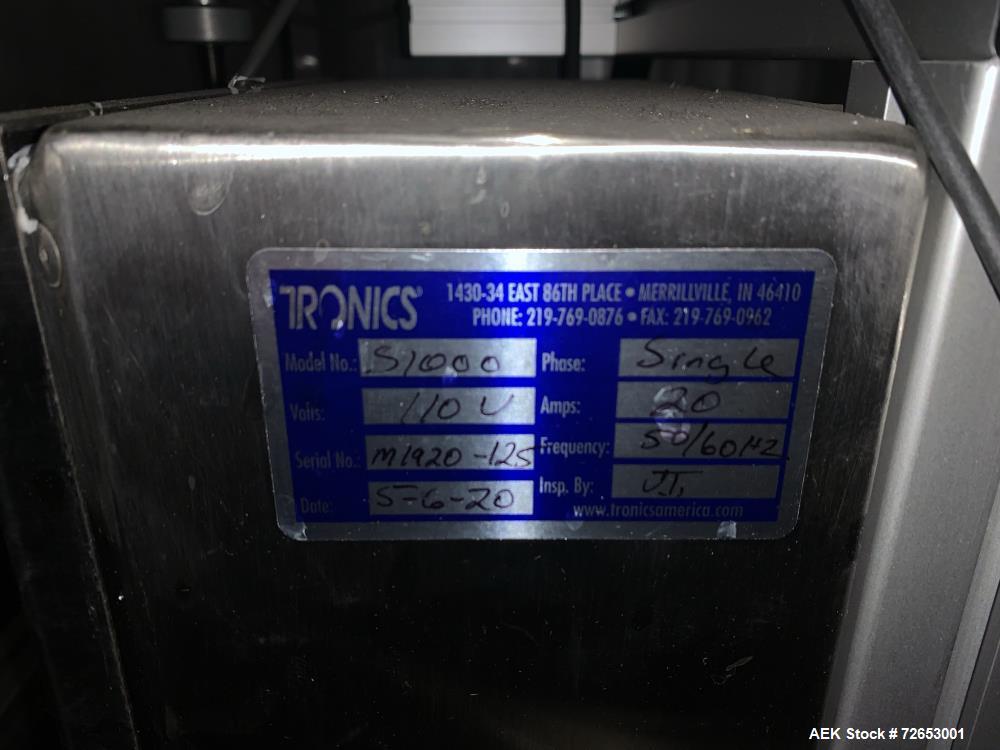 TRONICS
1430-34 EAST 86TH PLACE • MERRILLVILLE, IN 46410
PHONE: 219-769-0876 • FAX: 219-769-0962
Model No.: S1000 Phase: Single
Volts: 110 V Amps: 20
Serial No.: M1920-125 Frequency: 50/60HZ
Date: 5-6-20 Insp. By:
www.tronicsamerica.com
AEK Stock # 72653001